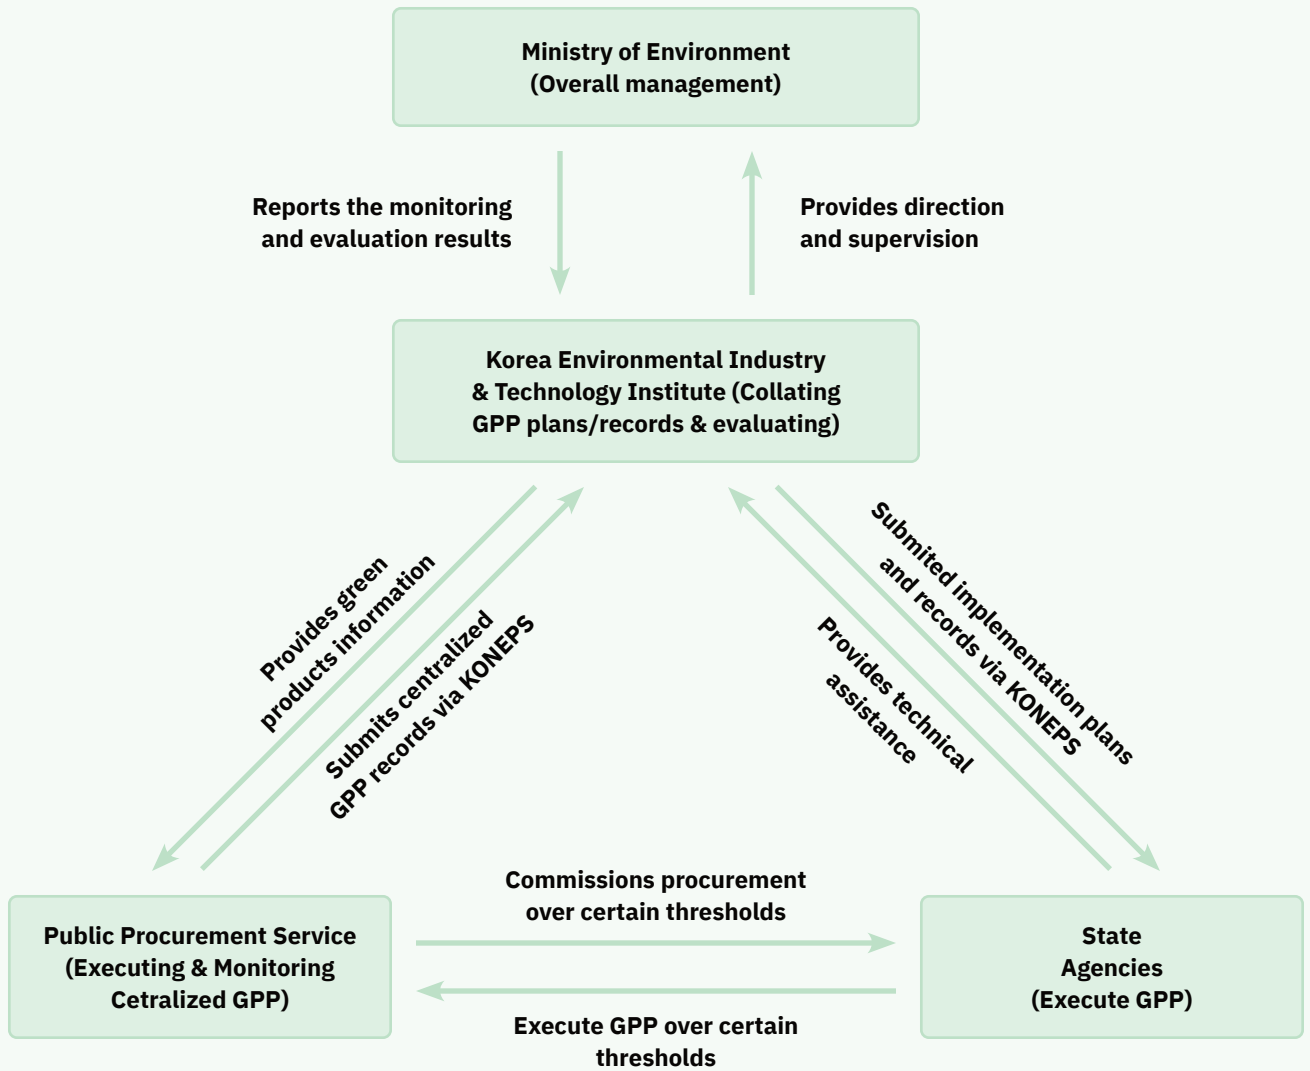 Ministry of Environment
(Overall management)
Reports the monitoring
and evaluation results
Provides direction
and supervision
Korea Environmental Industry
& Technology Institute (Collating
GPP plans/records & evaluating)
Provides green
products information
Submits centralized
GPP records via KONEPS
Submited implementation plans
and records via KONEPS
Provides technical
assistance
Commissions procurement
over certain thresholds
Public Procurement Service
(Executing & Monitoring
Cetralized GPP)
State
Agencies
(Execute GPP)
Execute GPP over certain
thresholds